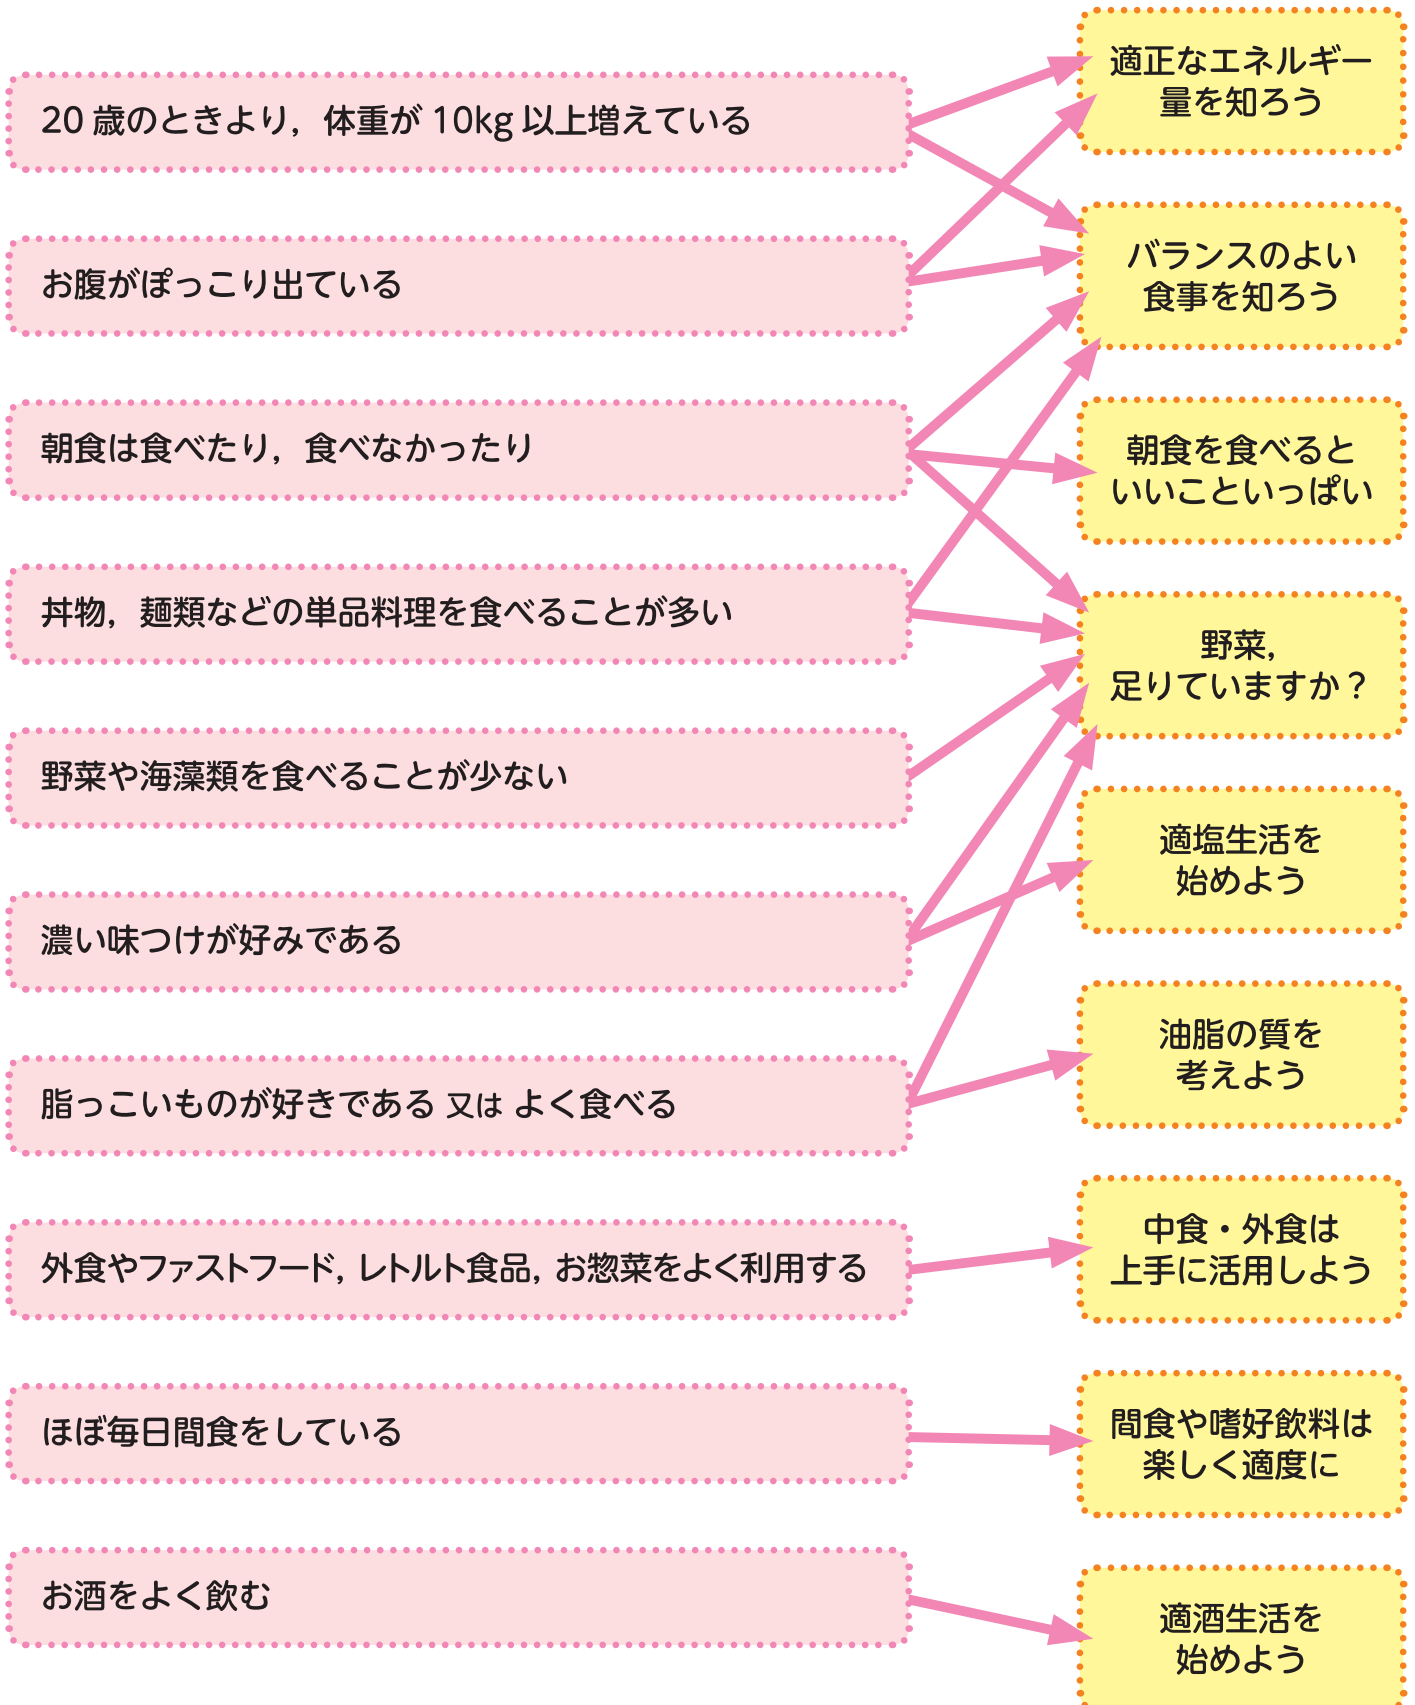 20 歳のときより，体重が 10kg 以上増えている
お腹がぽっこり出ている
朝食は食べたり，食べなかったり
丼物，麺類などの単品料理を食べることが多い
野菜や海藻類を食べることが少ない
濃い味つけが好みである
脂っこいものが好きである 又は よく食べる
外食やファストフード，レトルト食品，お惣菜をよく利用する
ほぼ毎日間食をしている
お酒をよく飲む
適正なエネルギー
量を知ろう
バランスのよい
食事を知ろう
朝食を食べると
いいこといっぱい
野菜，
足りていますか？
適塩生活を
始めよう
油脂の質を
考えよう
中食・外食は
上手に活用しよう
間食や嗜好飲料は
楽しく適度に
適酒生活を
始めよう